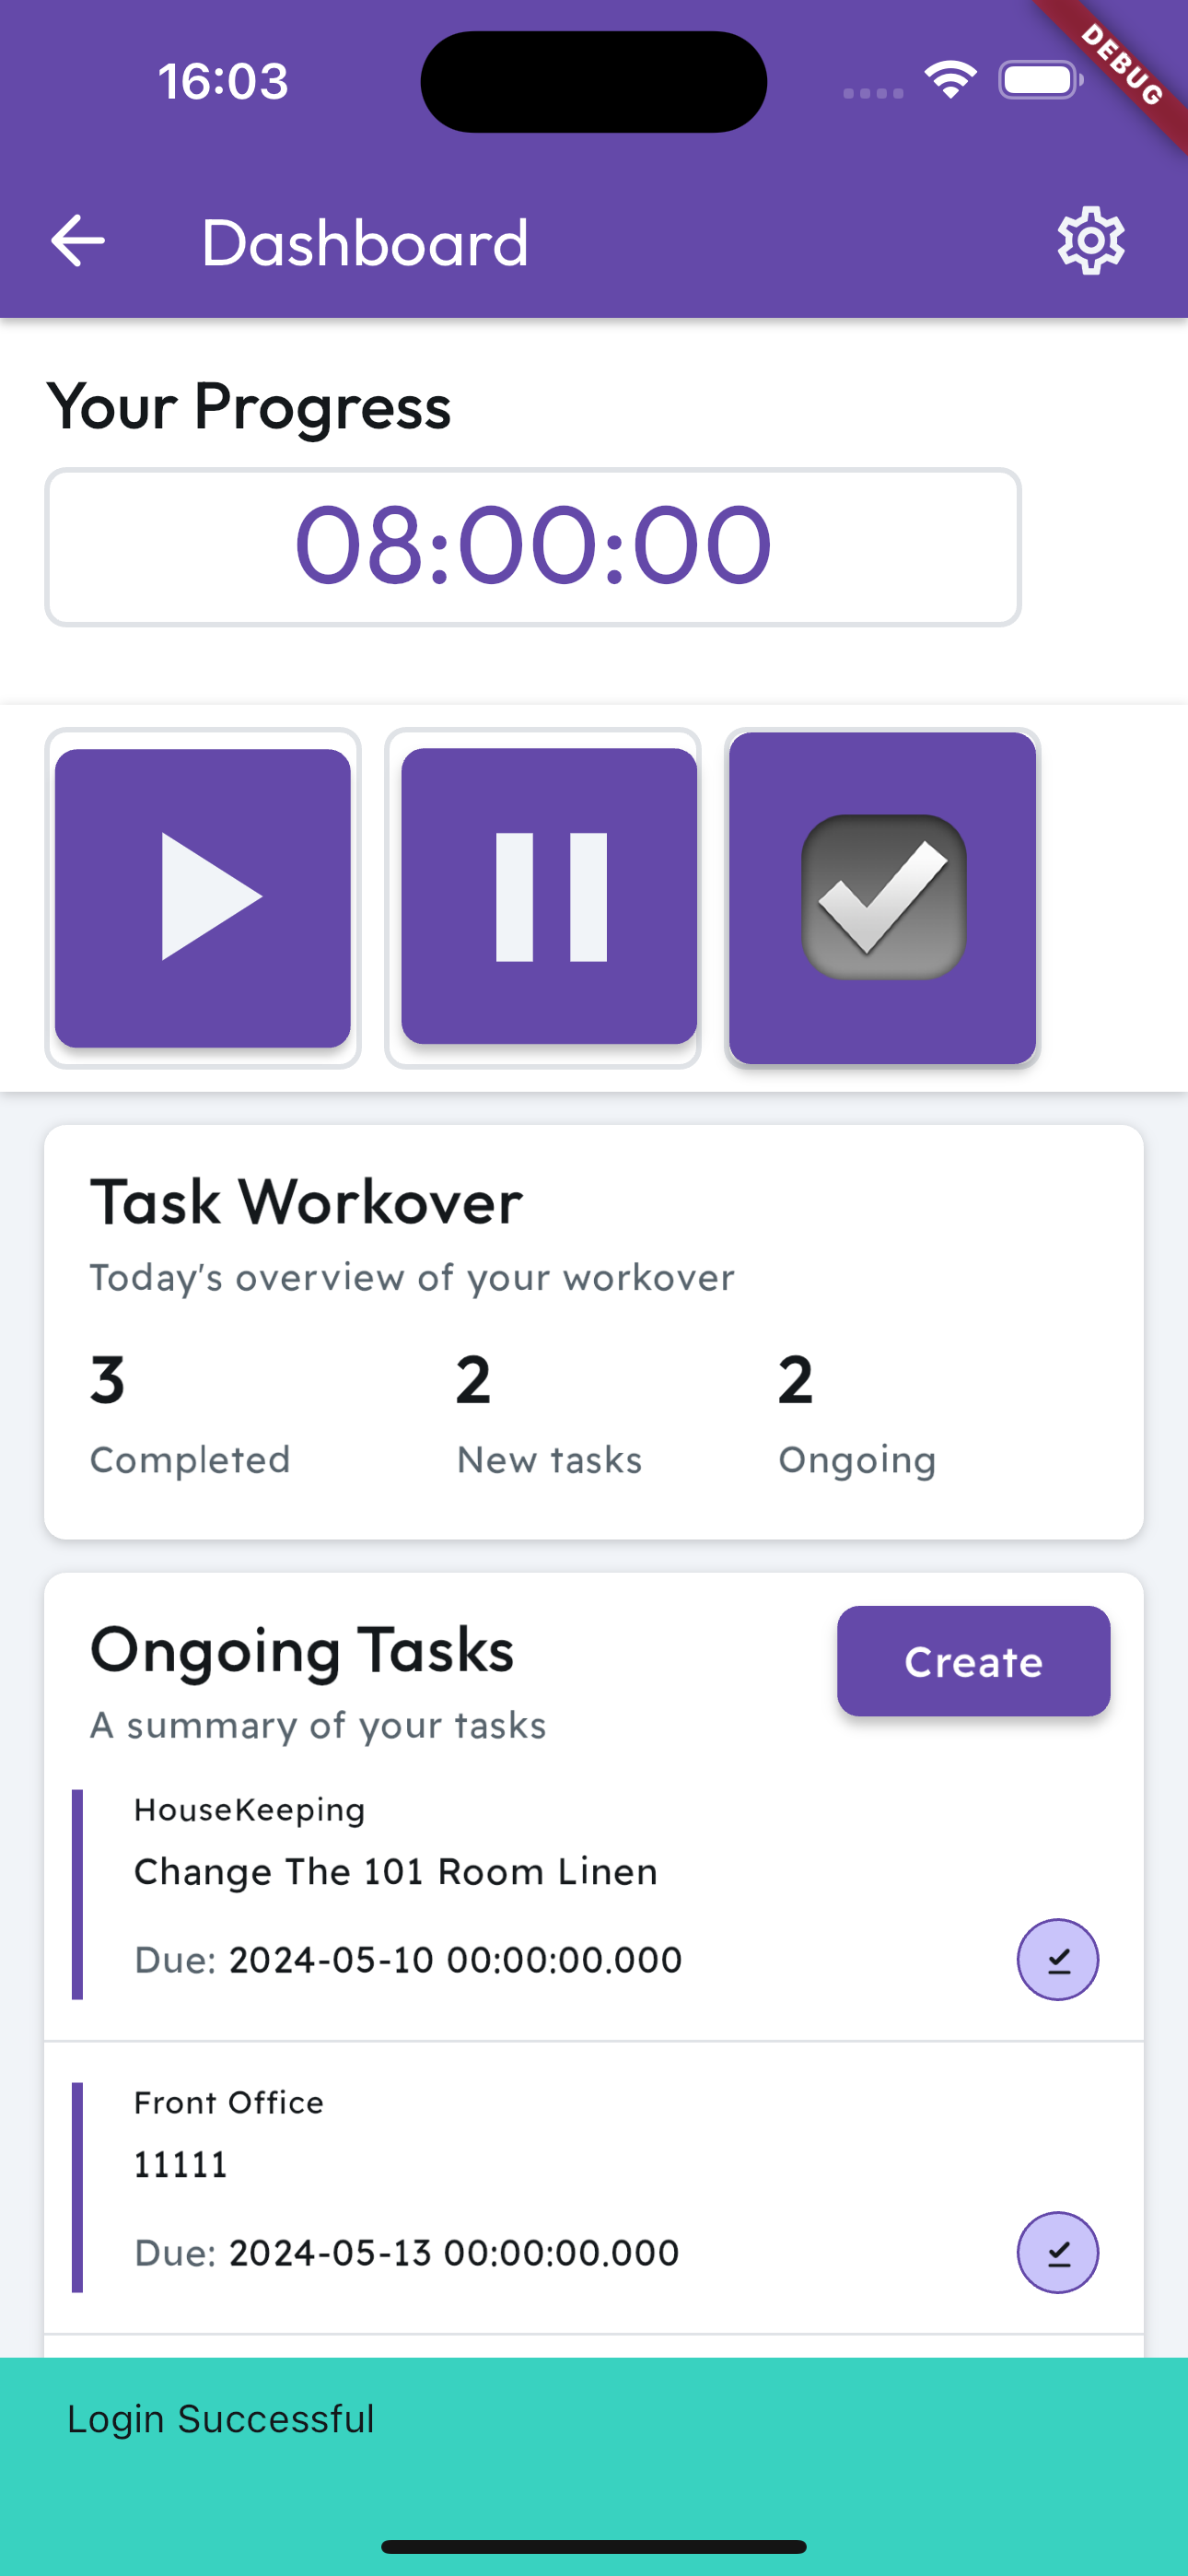 16:03
DEBUG
Dashboard
Your Progress
08:00:00
Task Workover
Today's overview of your workover
3 2 2
Completed New tasks Ongoing
Ongoing Tasks
Create
A summary of your tasks
HouseKeeping
Change The 101 Room Linen
Due: 2024-05-10 00:00:00.000
Front Office
11111
Due: 2024-05-13 00:00:00.000
Login Successful